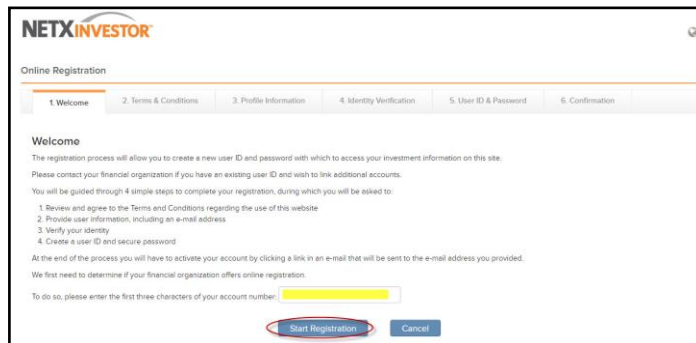 NETXINVESTOR
Online Registration
1. Welcome 2. Terms & Conditions 3. Profile Information 4. Identity Verification 5. User ID & Password 6. Confirmation
Welcome
The registration process will allow you to create a new user ID and password with which to access your investment information on this site.
Please contact your financial organization if you have an existing user ID and wish to link additional accounts.
You will be guided through 4 simple steps to complete your registration, during which you will be asked to:
1. Review and agree to the Terms and Conditions regarding the use of this website
2. Provide user information, including an e-mail address
3. Verify your identity
4. Create a user ID and secure password
At the end of the process you will have to activate your account by clicking a link in an e-mail that will be sent to the e-mail address you provided.
We first need to determine if your financial organization offers online registration.
To do so, please enter the first three characters of your account number:
Start Registration Cancel